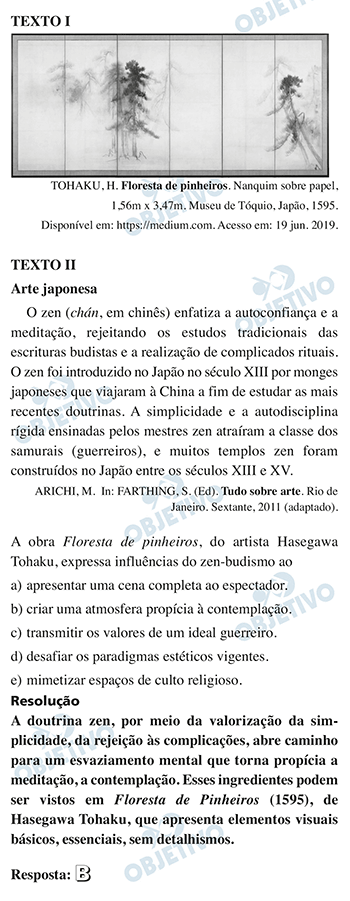 TEXTO I
TOHAKU, H. Floresta de pinheiros. Nanquim sobre papel,
1,56m x 3,47m. Museu de Tóquio, Japão, 1595.
Disponível em: https://medium.com. Acesso em: 19 jun. 2019.
TEXTO II
Arte japonesa
O zen (chán, em chinês) enfatiza a autoconfiança e a
meditação, rejeitando os estudos tradicionais das
escrituras budistas e a realização de complicados rituais.
O zen foi introduzido no Japão no século XIII por monges
japoneses que viajaram à China a fim de estudar as mais
recentes doutrinas. A simplicidade e a autodisciplina
rígida ensinadas pelos mestres zen atraíram a classe dos
samurais (guerreiros), e muitos templos zen foram
construídos no Japão entre os séculos XIII e XV.
ARICHI, M. In: FARTHING, S. (Ed). Tudo sobre arte. Rio de
Janeiro. Sextante, 2011 (adaptado).
A obra Floresta de pinheiros, do artista Hasegawa
Tohaku, expressa influências do zen-budismo ao
a) apresentar uma cena completa ao espectador.
b) criar uma atmosfera propícia à contemplação.
c) transmitir os valores de um ideal guerreiro.
d) desafiar os paradigmas estéticos vigentes.
e) mimetizar espaços de culto religioso.
Resolução
A doutrina zen, por meio da valorização da sim-
plicidade, da rejeição às complicações, abre caminho
para um esvaziamento mental que torna propícia a
meditação, a contemplação. Esses ingredientes podem
ser vistos em Floresta de Pinheiros (1595), de
Hasegawa Tohaku, que apresenta elementos visuais
básicos, essenciais, sem detalhismos.
Resposta: B
OBJETIVO
OBJETIVO
OBJETIVO
OBJETIVO
OBJETIVO
OBJETIVO
OBJETIVO